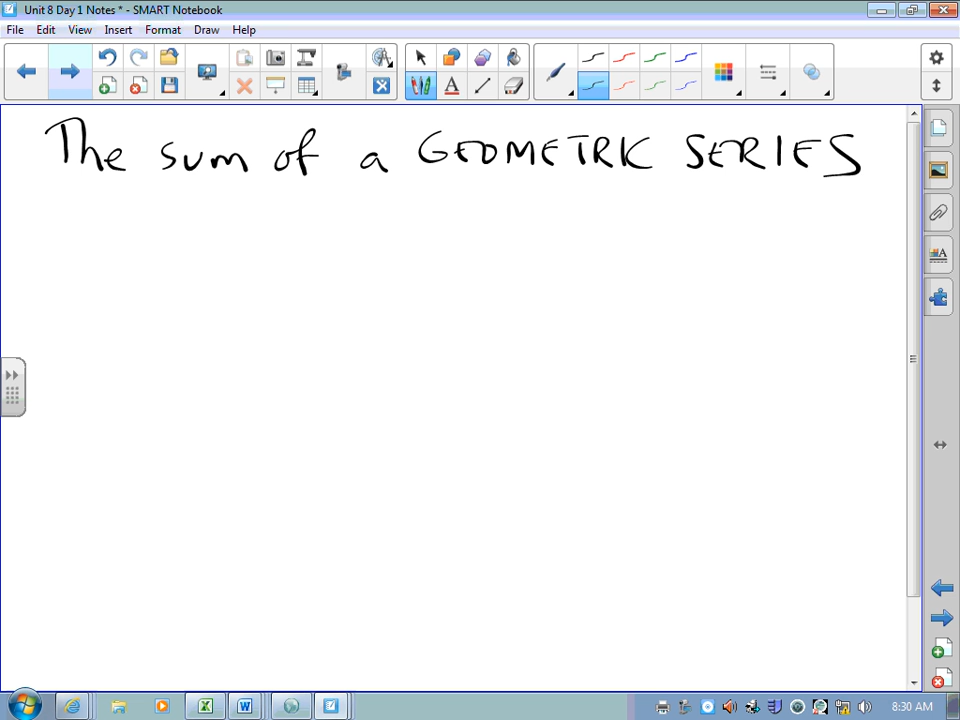 Unit 8 Day 1 Notes * - SMART Notebook
File Edit View Insert Format Draw Help
The sum of a GEOMETRIC SERIES
8:30 AM